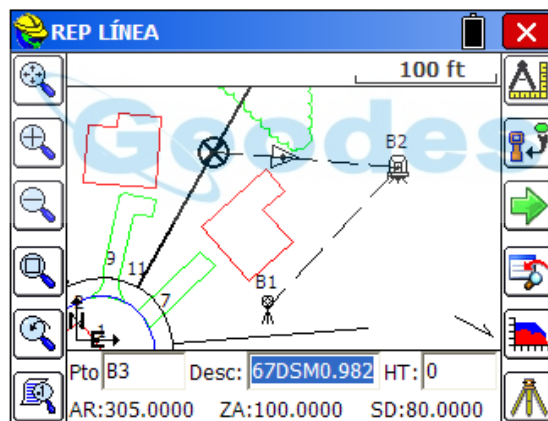 REP LÍNEA
100 ft
Geodes
B2
9
11
7
B1
N
E
Pto B3 Desc: 67DSM0.982 HT: 0
AR:305.0000 ZA:100.0000 SD:80.0000